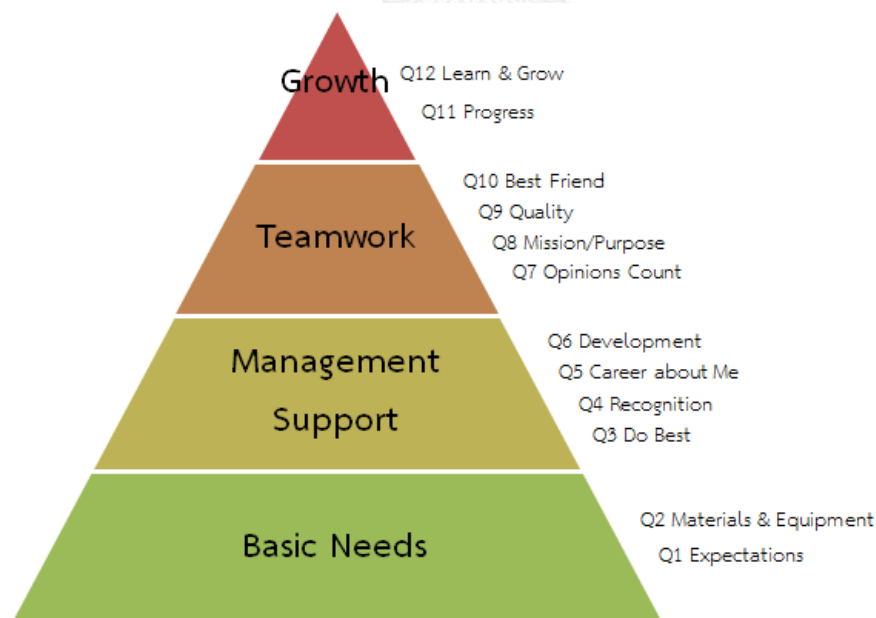 Growth
Q12 Learn & Grow
Q11 Progress
Q10 Best Friend
Q9 Quality
Teamwork
Q8 Mission/Purpose
Q7 Opinions Count
Q6 Development
Management
Q5 Career about Me
Q4 Recognition
Support
Q3 Do Best
Q2 Materials & Equipment
Basic Needs
Q1 Expectations